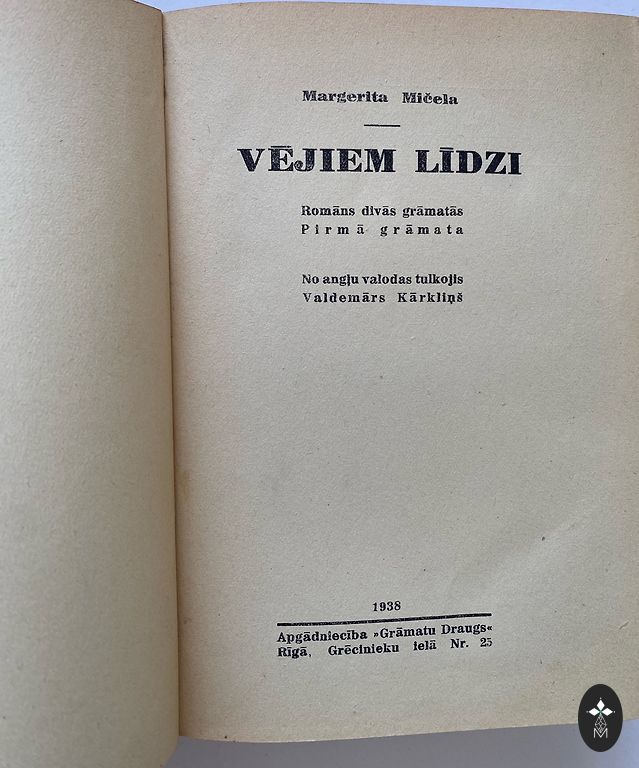 Margerita Mičela
VĒJIEM LĪDZI
Romāns divās grāmatās
Pirmā grāmata
No angļu valodas tulkojis
Valdemārs Kārkliņš
1938
Apgādniecība »Grāmatu Draugs«
Rīgā, Grēcinieku ielā Nr. 25
M